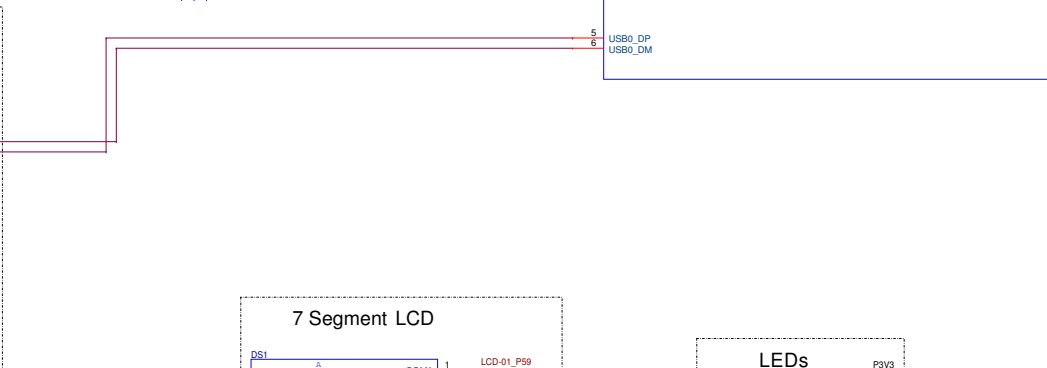 5 USB0_DP
6 USB0_DM
7 Segment LCD
DS1
A
1 LCD-01_P59
LEDs
P3V3